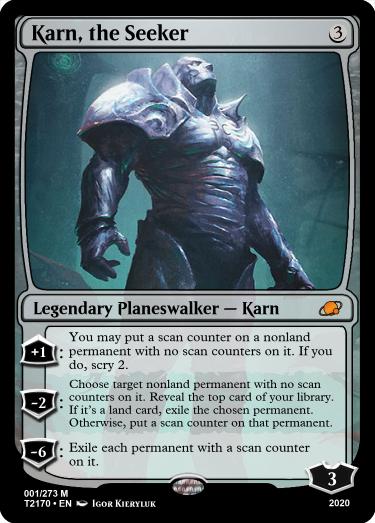 Karn, the Seeker 3
Legendary Planeswalker — Karn
+1 : You may put a scan counter on a nonland
permanent with no scan counters on it. If you
do, scry 2.
-2 : Choose target nonland permanent with no scan
counters on it. Reveal the top card of your library.
If it's a land card, exile the chosen permanent.
Otherwise, put a scan counter on that permanent.
-6 : Exile each permanent with a scan counter
on it.
3
001/273 M
T2170 • EN Igor Kieryluk
2020